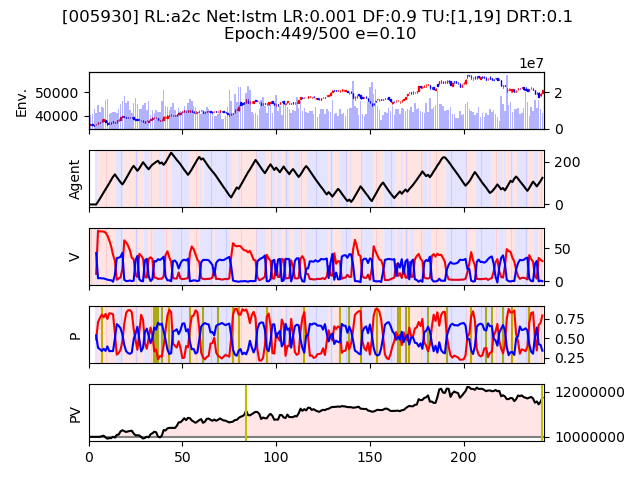 [005930] RL:a2c Net:lstm LR:0.001 DF:0.9 TU:[1,19] DRT:0.1
Epoch:449/500 e=0.10
1e7
Env.
50000
40000
2
0
Agent
200
0
V
50
0
P
0.75
0.50
0.25
PV
12000000
10000000
0 50 100 150 200